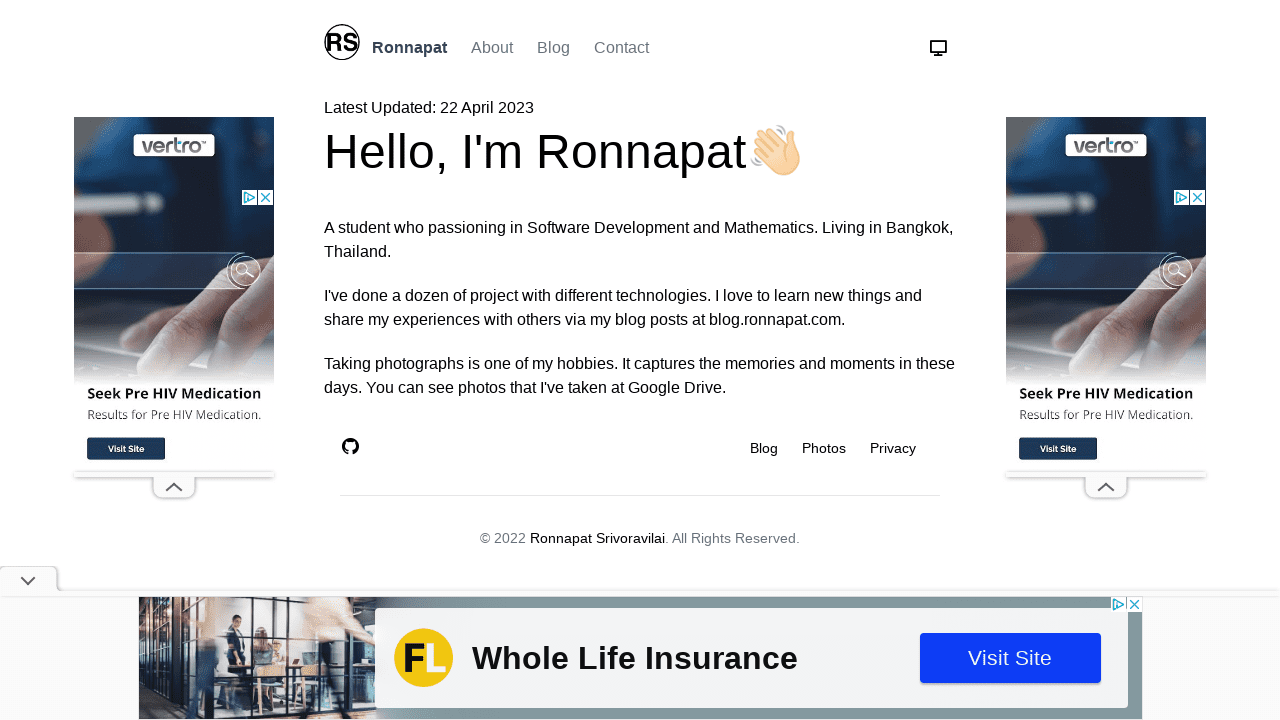 RS
Ronnapat
About
Blog
Contact
Latest Updated: 22 April 2023
Hello, I'm Ronnapat👋🏻
A student who passioning in Software Development and Mathematics. Living in Bangkok,
Thailand.
I've done a dozen of project with different technologies. I love to learn new things and
share my experiences with others via my blog posts at blog.ronnapat.com.
Taking photographs is one of my hobbies. It captures the memories and moments in these
days. You can see photos that I've taken at Google Drive.
Blog
Photos
Privacy
© 2022 Ronnapat Srivoravilai. All Rights Reserved.
vertro™
Seek Pre HIV Medication
Results for Pre HIV Medication.
Visit Site
vertro™
Seek Pre HIV Medication
Results for Pre HIV Medication.
Visit Site
FL
Whole Life Insurance
Visit Site